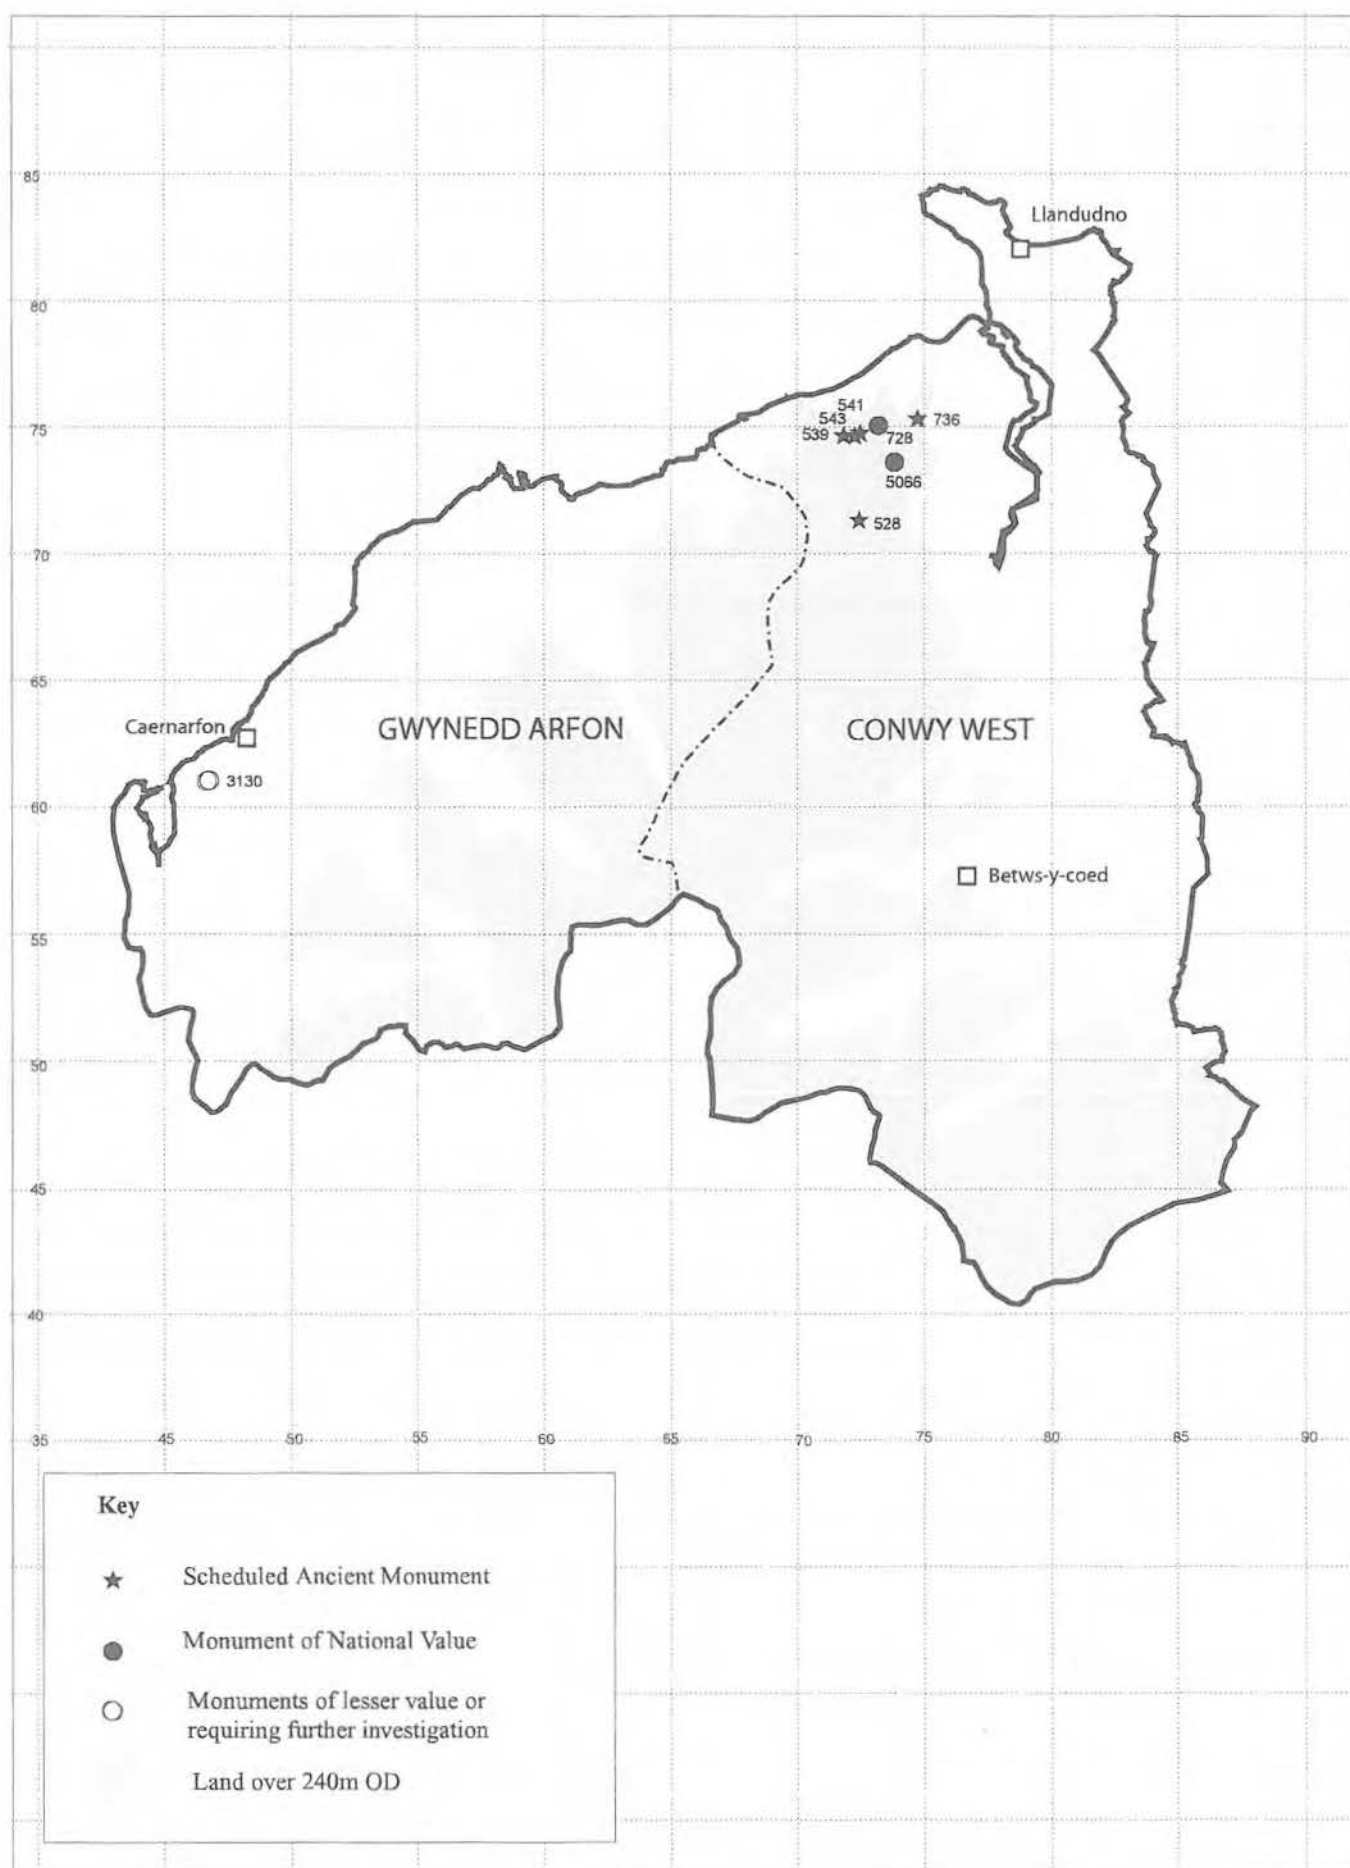 85
Llandudno
80
541
543
736
75
539
728
5066
528
70
65
Caernarfon
GWYNEDD ARFON
CONWY WEST
3130
60
Betws-y-coed
55
50
45
40
35 45 50 55 60 65 70 75 80 85 90
Key
Scheduled Ancient Monument
Monument of National Value
Monuments of lesser value or
requiring further investigation
Land over 240m OD